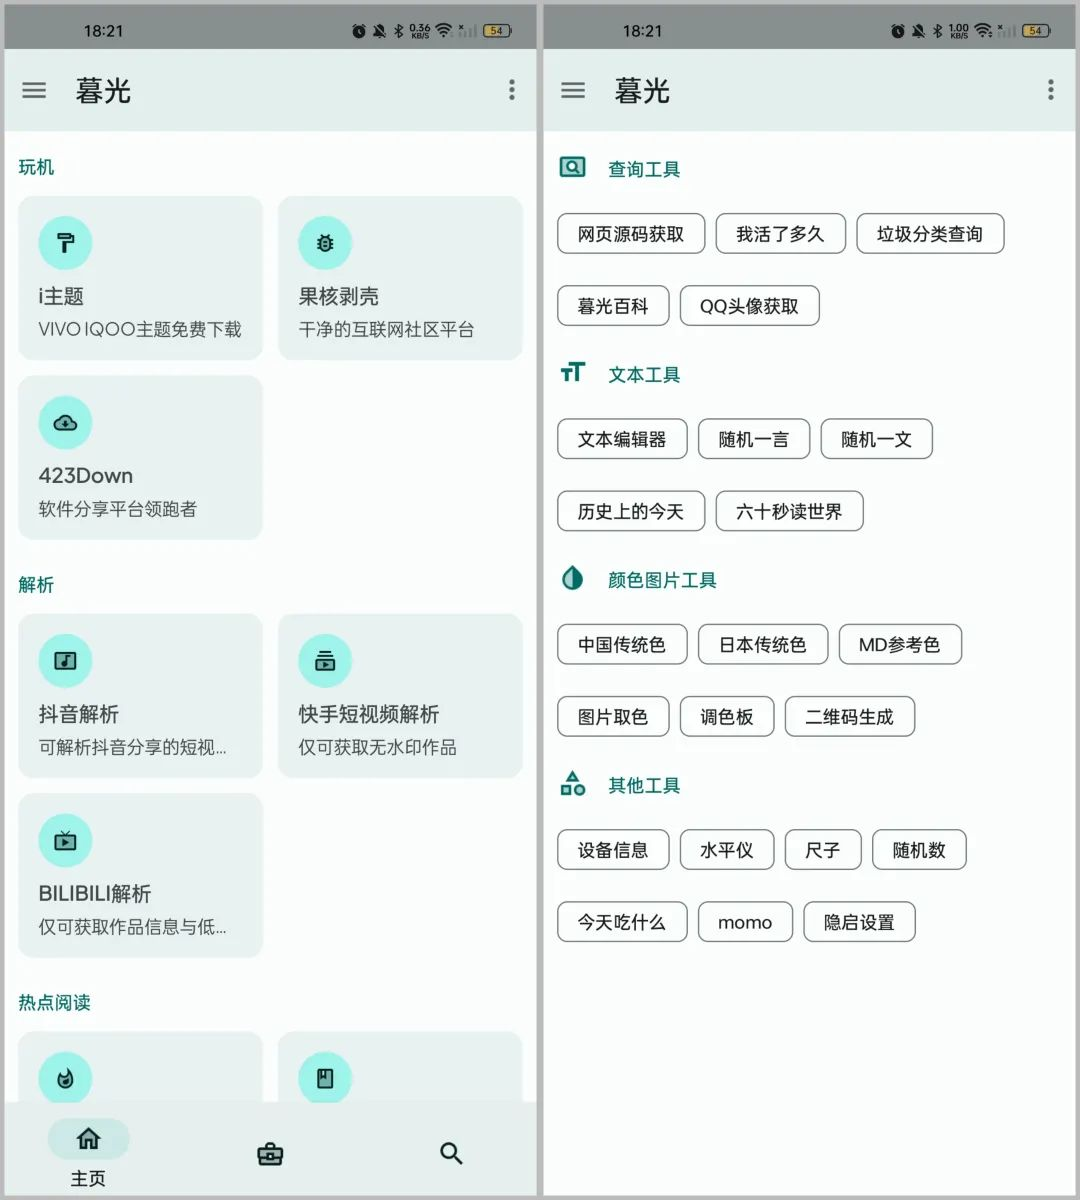 18:21
0.36
KB/S
54
暮光
玩机
i主题
VIVO IQOO主题免费下载
果核剥壳
干净的互联网社区平台
423Down
软件分享平台领跑者
解析
抖音解析
可解析抖音分享的短视...
快手短视频解析
仅可获取无水印作品
BILIBILI解析
仅可获取作品信息与低...
热点阅读
主页
18:21
1.00
KB/S
54
暮光
查询工具
网页源码获取 我活了多久 垃圾分类查询
暮光百科 QQ头像获取
文本工具
文本编辑器 随机一言 随机一文
历史上的今天 六十秒读世界
颜色图片工具
中国传统色 日本传统色 MD参考色
图片取色 调色板 二维码生成
其他工具
设备信息 水平仪 尺子 随机数
今天吃什么 momo 隐启设置